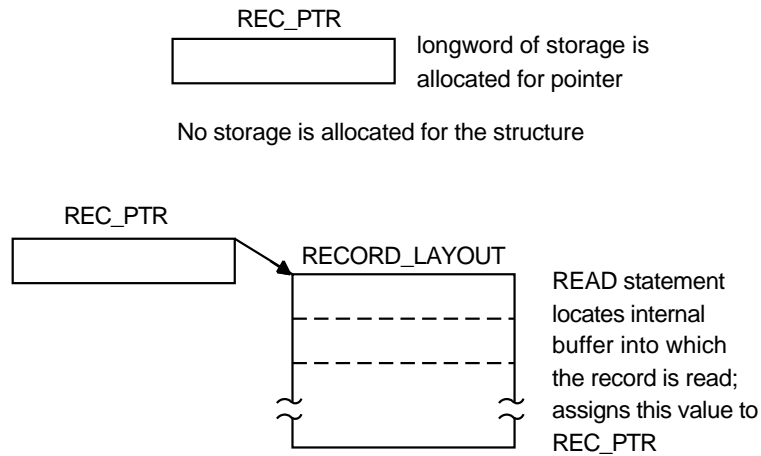 REC_PTR
longword of storage is
allocated for pointer
No storage is allocated for the structure
REC_PTR
RECORD_LAYOUT
READ statement
locates internal
buffer into which
the record is read;
assigns this value to
REC_PTR